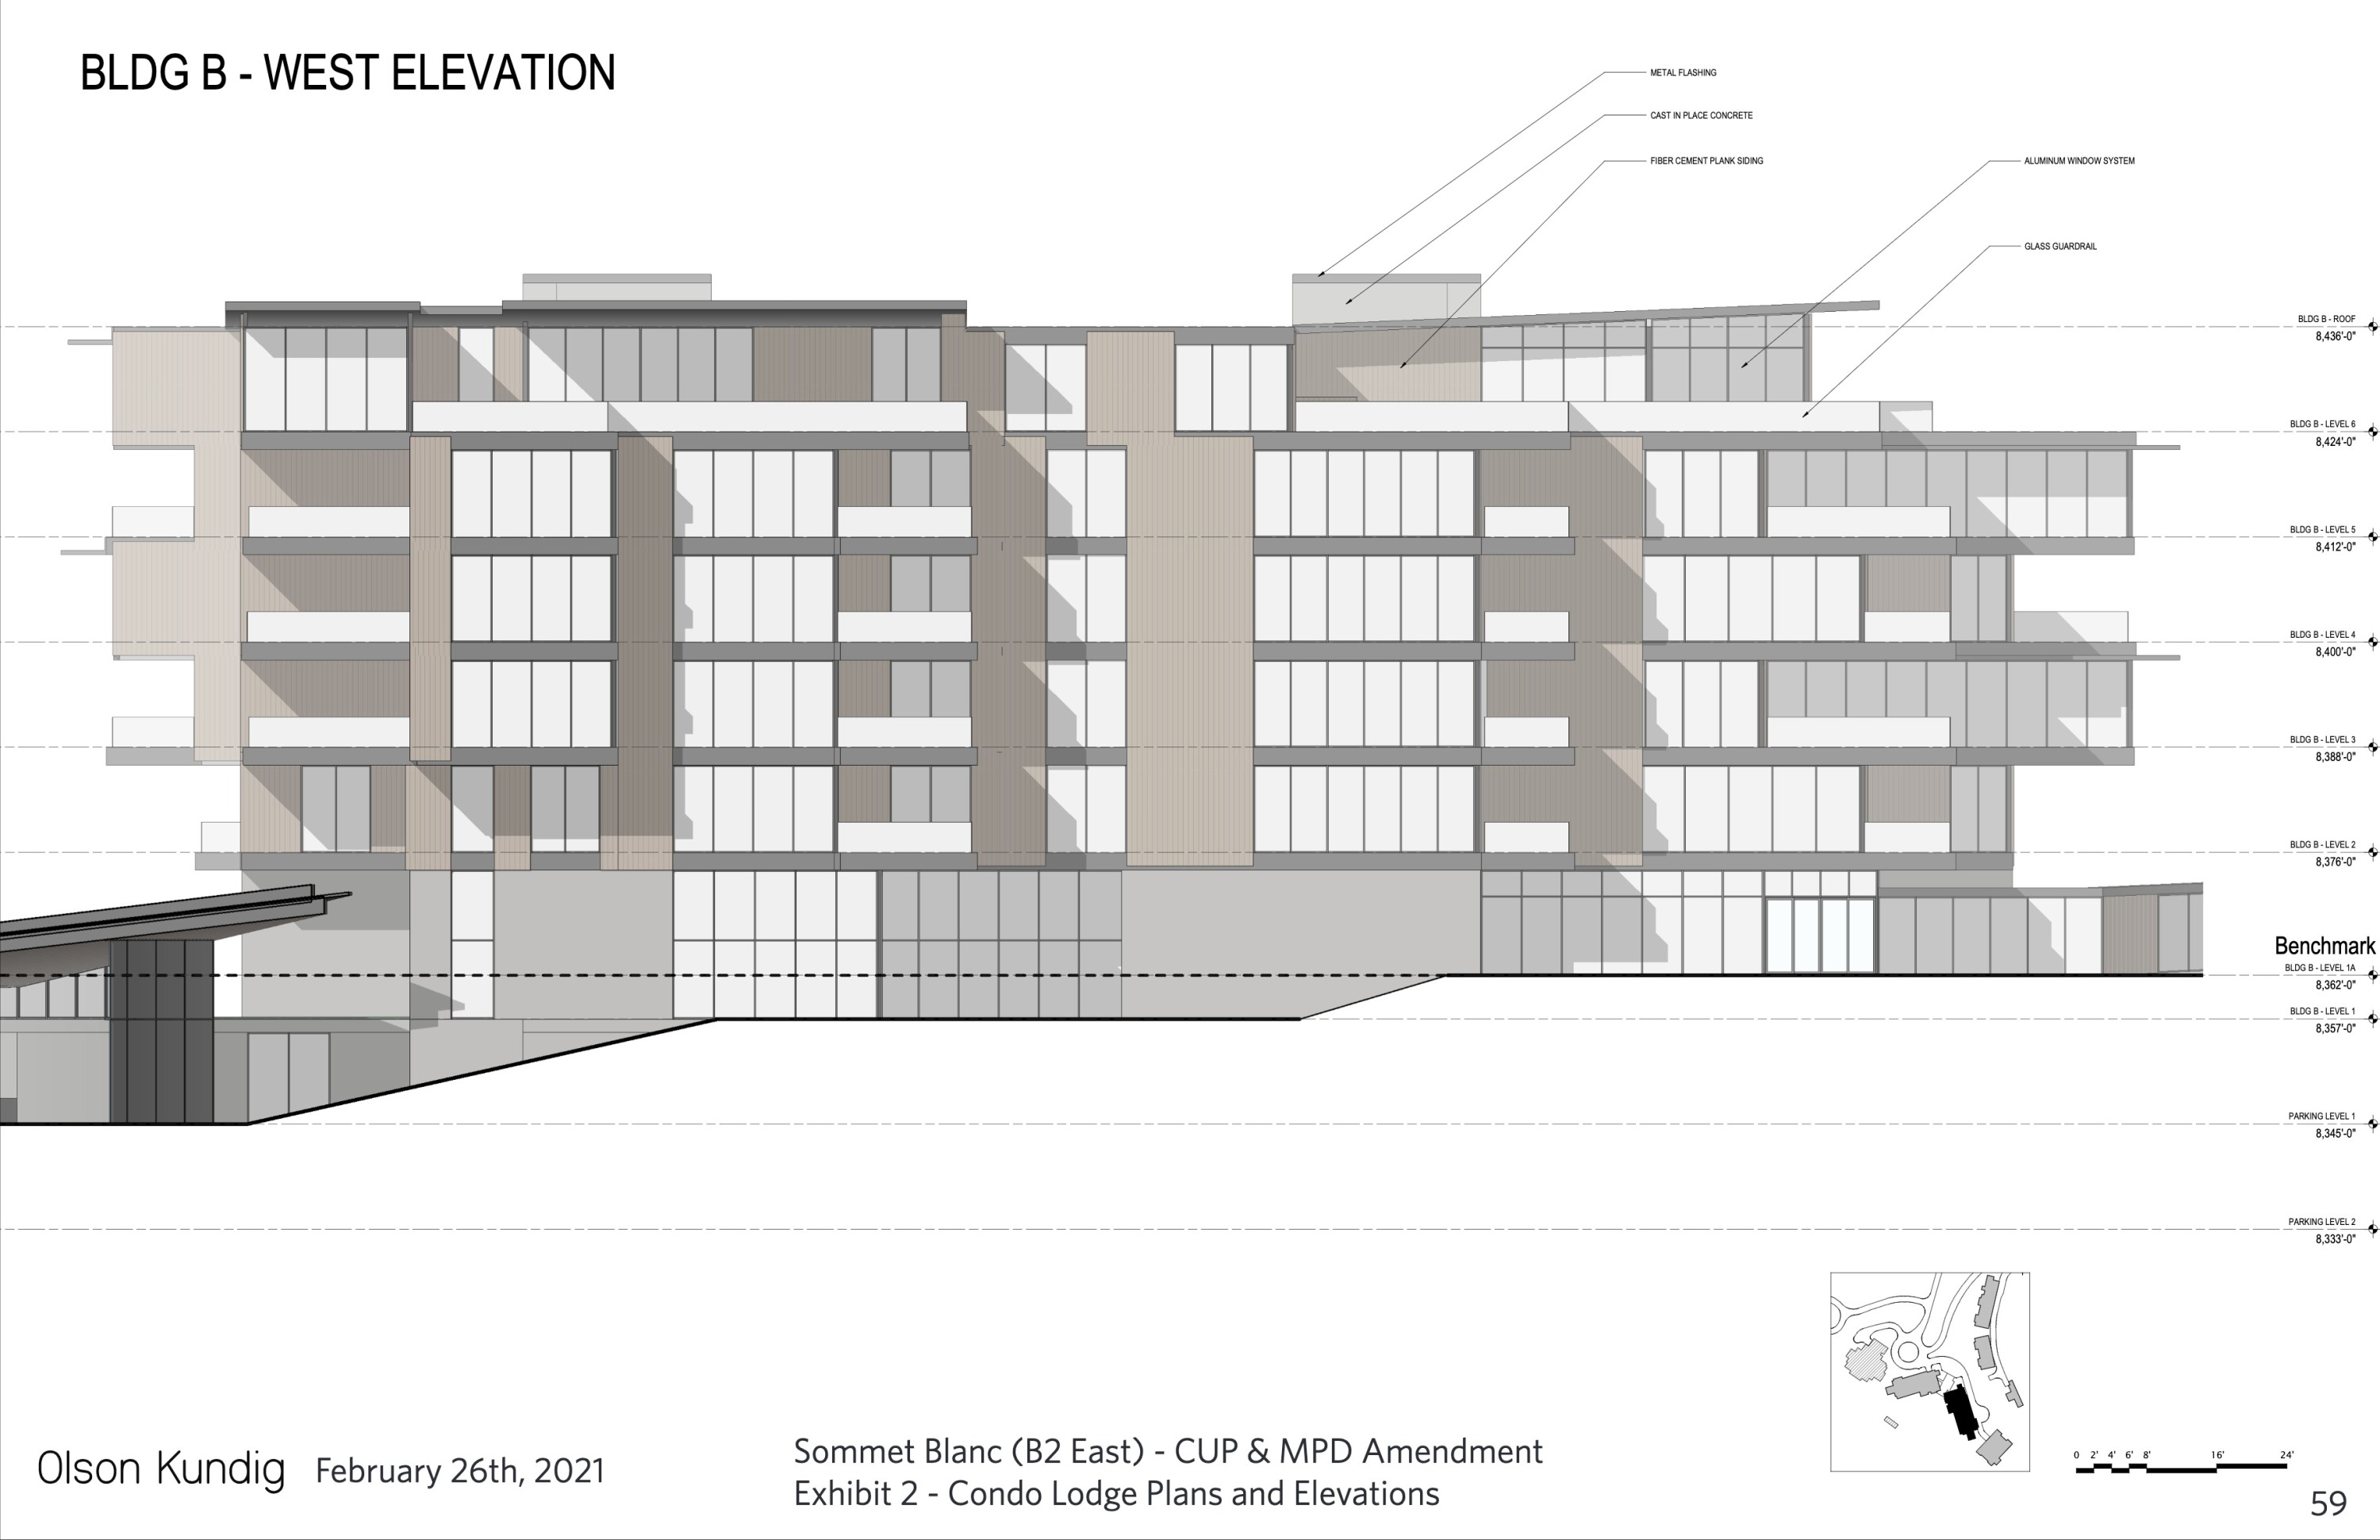 BLDG B - WEST ELEVATION
METAL FLASHING
CAST IN PLACE CONCRETE
FIBER CEMENT PLANK SIDING
ALUMINUM WINDOW SYSTEM
GLASS GUARDRAIL
BLDG B - ROOF
8,436'-0"
BLDG B - LEVEL 6
8,424'-0"
BLDG B - LEVEL 5
8,412'-0"
BLDG B - LEVEL 4
8,400'-0"
BLDG B - LEVEL 3
8,388'-0"
BLDG B - LEVEL 2
8,376'-0"
Benchmark
BLDG B - LEVEL 1A
8,362'-0"
BLDG B - LEVEL 1
8,357'-0"
PARKING LEVEL 1
8,345'-0"
PARKING LEVEL 2
8,333'-0"
0 2' 4' 6' 8' 16' 24'
Olson Kundig February 26th, 2021
Sommet Blanc (B2 East) - CUP & MPD Amendment
Exhibit 2 - Condo Lodge Plans and Elevations
59